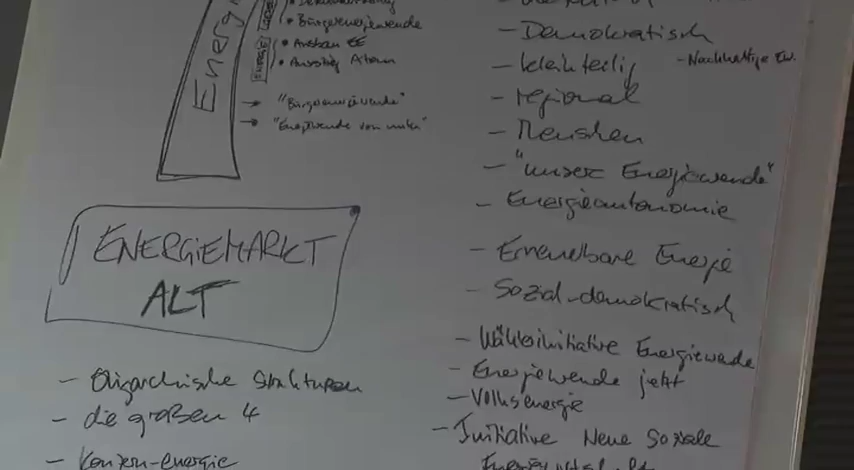 Energi
• Bürgerenergiewende
• Ausbau EE
• Ausstieg Atom
→ "Bürgerenergiewende"
→ "Energiewende von unten"
ENERGIEMARKT
ALT
- Oligarchische Strukturen
- die großen 4
- Konzern-energie
- Demokratisch
- kleinteilig
- Nachhaltige Ew.
- regional
- Menschen
- "unsere Energiewende"
- Energieautonomie
- Erneuerbare Energie
- Sozial-demokratisch
- Wählerinitiative Energiewende
- Energiewende jetzt
- Volksenergie
- Initiative Neue Soziale